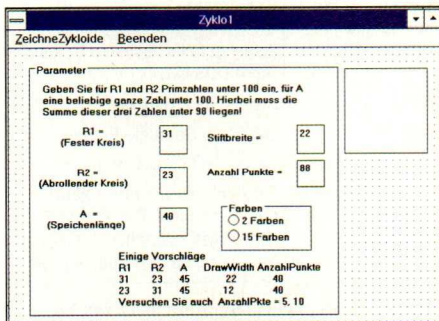 Zyklo1
ZeichneZykloide Beenden
Parameter
Geben Sie für R1 und R2 Primzahlen unter 100 ein, für A
eine beliebige ganze Zahl unter 100. Hierbei muss die
Summe dieser drei Zahlen unter 98 liegen!
R1 = 31 Stiftbreite = 22
(Fester Kreis)
R2 = 23 Anzahl Punkte = 88
(Abrollender Kreis)
A = 40
(Speichenlänge)
Farben
2 Farben
15 Farben
Einige Vorschläge
R1 R2 A DrawWidth AnzahlPunkte
31 23 45 22 40
23 31 45 12 40
Versuchen Sie auch AnzahlPkte = 5, 10